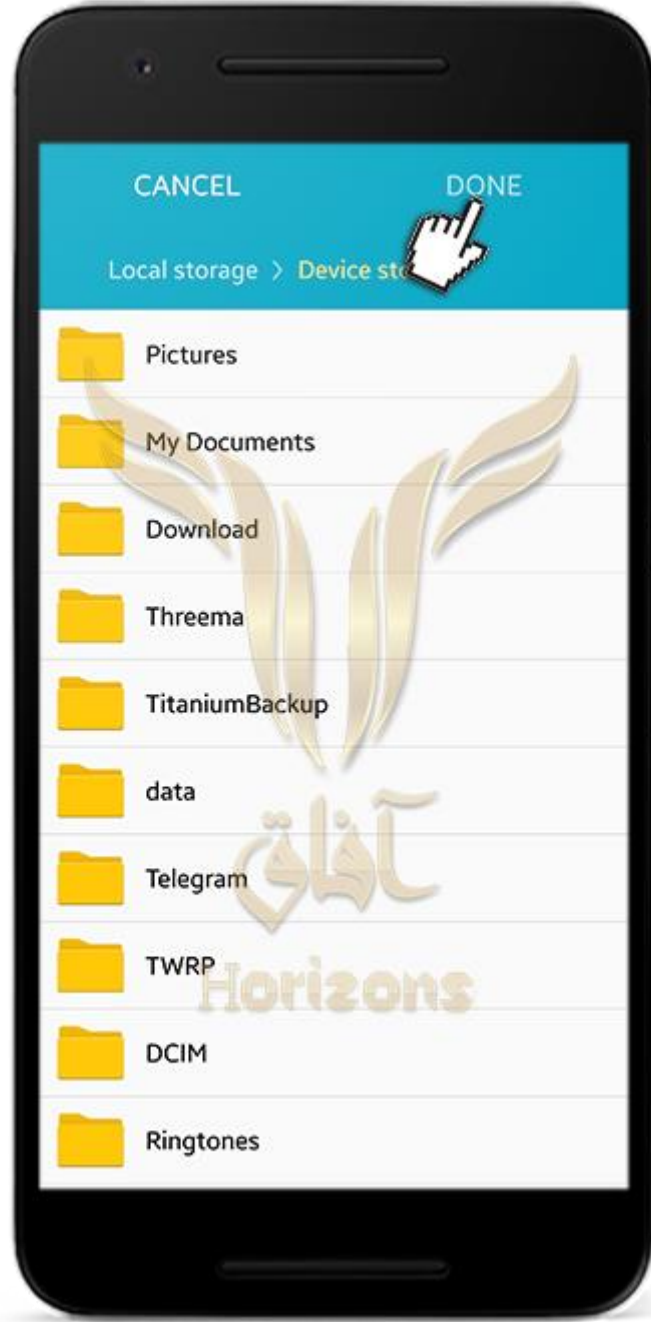 CANCEL DONE
Local storage > Device sto
Pictures
My Documents
Download
Threema
TitaniumBackup
data
Telegram
TWRP
DCIM
Ringtones
آفاق
Horizons